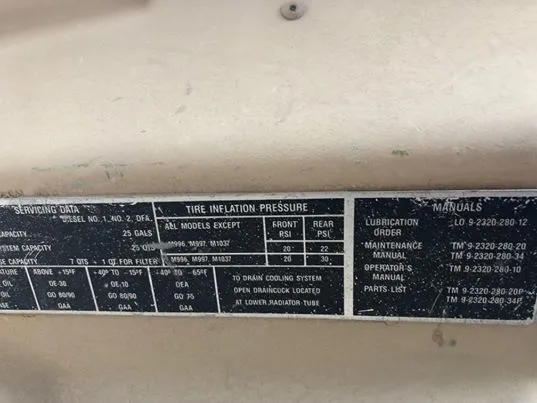 SERVICING DATA
DIESEL NO. 1, NO. 2, DFA.
CAPACITY 25 GALS
SYSTEM CAPACITY 25 QTS
SE CAPACITY 7 QTS + 1 QT FOR FILTER
ATURE ABOVE +15°F +40° TO -15°F +40° TO -65°F
OIL OE-30 OE-10 OEA
OIL GO 80/90 GO 80/90 GO 75
GAA GAA GAA
TIRE INFLATION PRESSURE
ALL MODELS EXCEPT FRONT PSI REAR PSI
M996, M997, M1037 20 22
M996, M997, M1037 20 30
TO DRAIN COOLING SYSTEM
OPEN DRAINCOCK LOCATED
AT LOWER RADIATOR TUBE
MANUALS
LUBRICATION ORDER LO 9-2320-280-12
MAINTENANCE MANUAL TM 9-2320-280-20
TM 9-2320-280-34
OPERATOR'S MANUAL TM 9-2320-280-10
PARTS LIST TM 9-2320-280-20P
TM 9-2320-280-34P